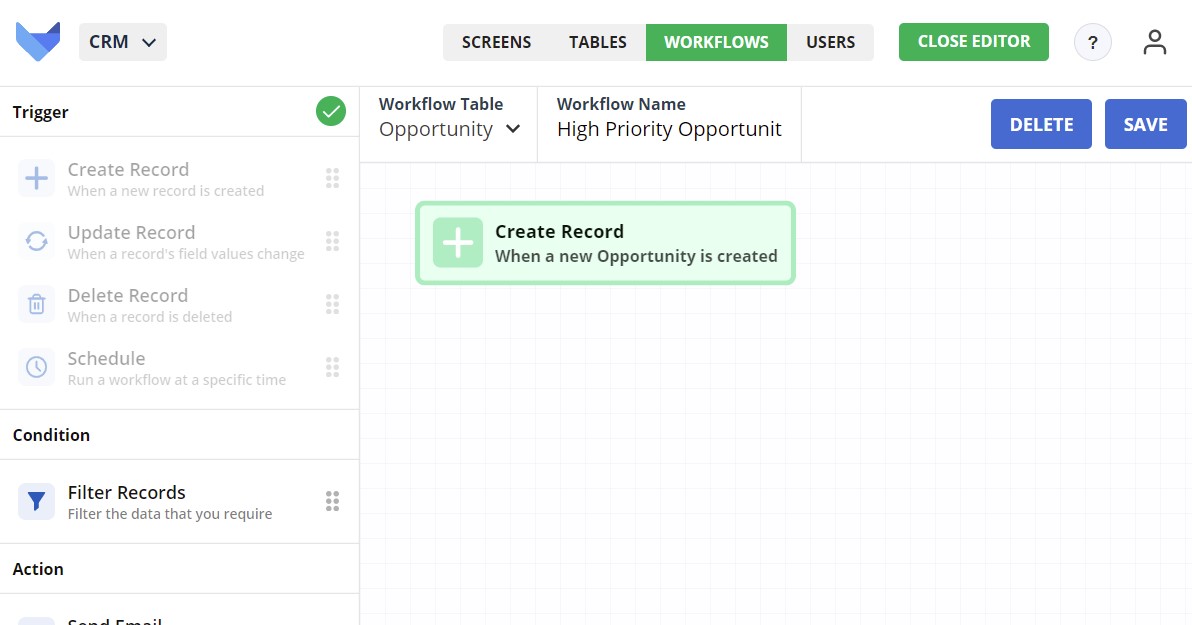 CRM
SCREENS
TABLES
WORKFLOWS
USERS
CLOSE EDITOR
?
Trigger
Workflow Table
Opportunity
Workflow Name
High Priority Opportunit
DELETE
SAVE
Create Record
When a new record is created
Update Record
When a record's field values change
Delete Record
When a record is deleted
Schedule
Run a workflow at a specific time
Condition
Filter Records
Filter the data that you require
Action
Send Email
Create Record
When a new Opportunity is created